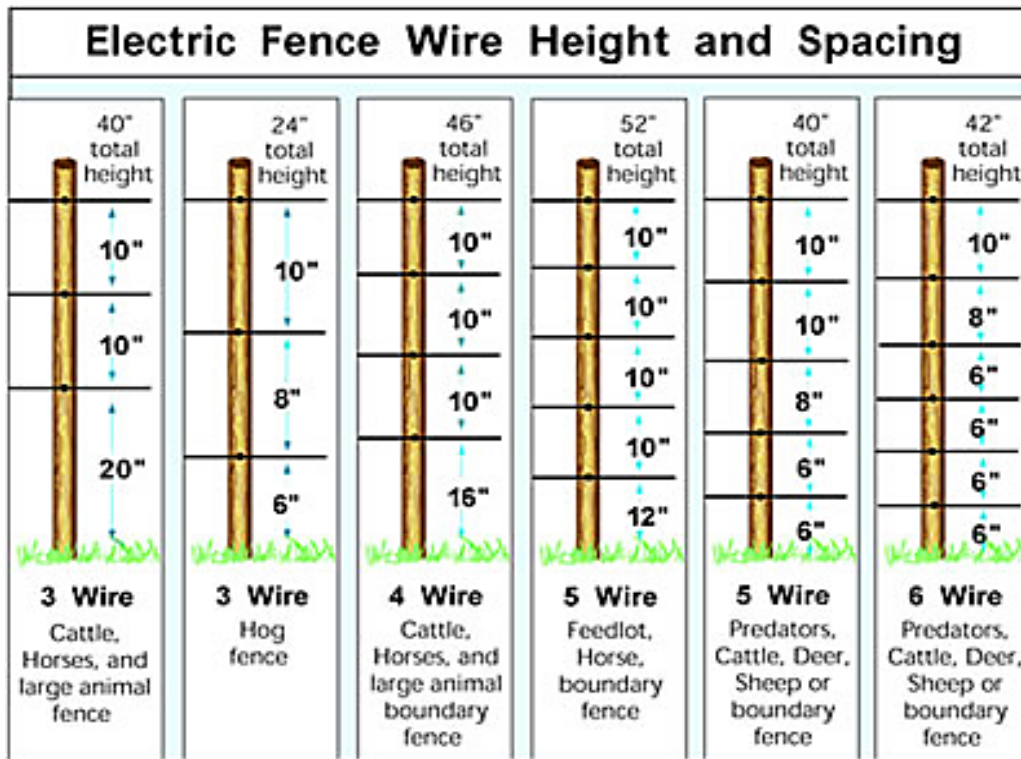 Electric Fence Wire Height and Spacing
40"
total
height
10"
10"
20"
3 Wire
Cattle,
Horses, and
large animal
fence
24"
total
height
10"
8"
6"
3 Wire
Hog
fence
46"
total
height
10"
10"
10"
16"
4 Wire
Cattle,
Horses, and
large animal
boundary
fence
52"
total
height
10"
10"
10"
10"
12"
5 Wire
Feedlot,
Horse,
boundary
fence
40"
total
height
10"
10"
8"
6"
6"
5 Wire
Predators,
Cattle, Deer,
Sheep or
boundary
fence
42"
total
height
10"
8"
6"
6"
6"
6"
6 Wire
Predators,
Cattle, Deer,
Sheep or
boundary
fence